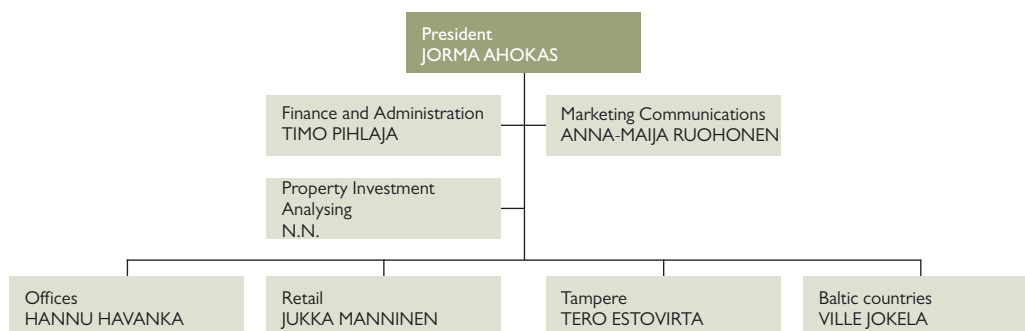 President
JORMA AHOKAS
Finance and Administration
TIMO PIHLAJA
Marketing Communications
ANNA-MAIJA RUOHONEN
Property Investment
Analysing
N.N.
Offices
HANNU HAVANKA
Retail
JUKKA MANNINEN
Tampere
TERO ESTOVIRTA
Baltic countries
VILLE JOKELA